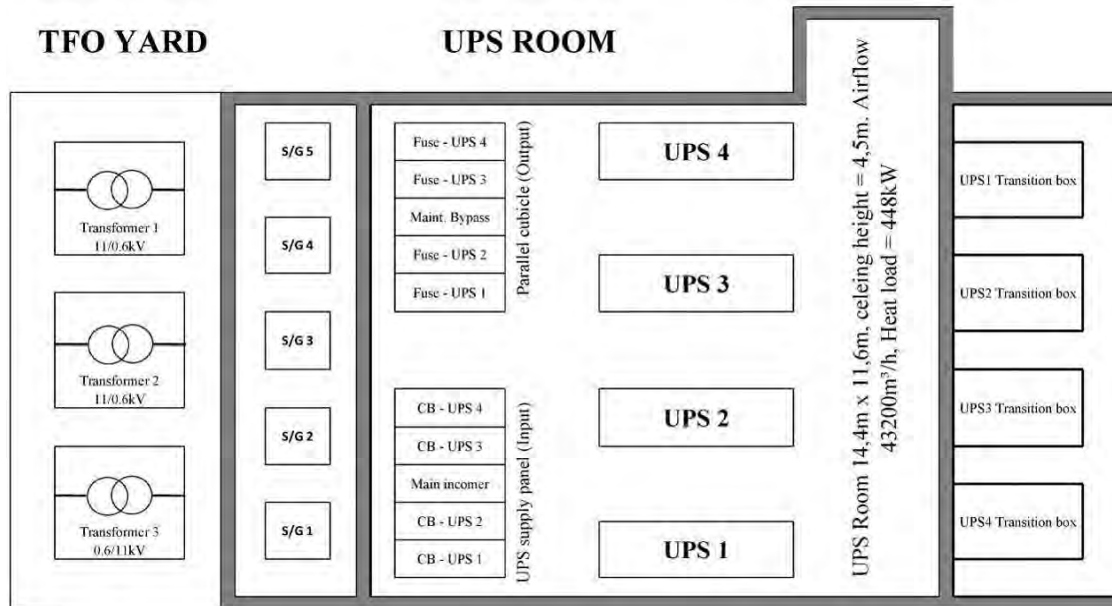 TFO YARD
UPS ROOM
Transformer 1
11/0.6kV
Transformer 2
11/0.6kV
Transformer 3
0.6/11kV
S/G 5
S/G 4
S/G 3
S/G 2
S/G 1
Fuse - UPS 4
Fuse - UPS 3
Maint. Bypass
Fuse - UPS 2
Fuse - UPS 1
Parallel cubicle (Output)
CB - UPS 4
CB - UPS 3
Main incomer
CB - UPS 2
CB - UPS 1
UPS supply panel (Input)
UPS 4
UPS 3
UPS 2
UPS 1
UPS Room 14,4m x 11,6m, celeing height = 4,5m. Airflow
43200m³/h, Heat load = 448kW
UPS1 Transition box
UPS2 Transition box
UPS3 Transition box
UPS4 Transition box